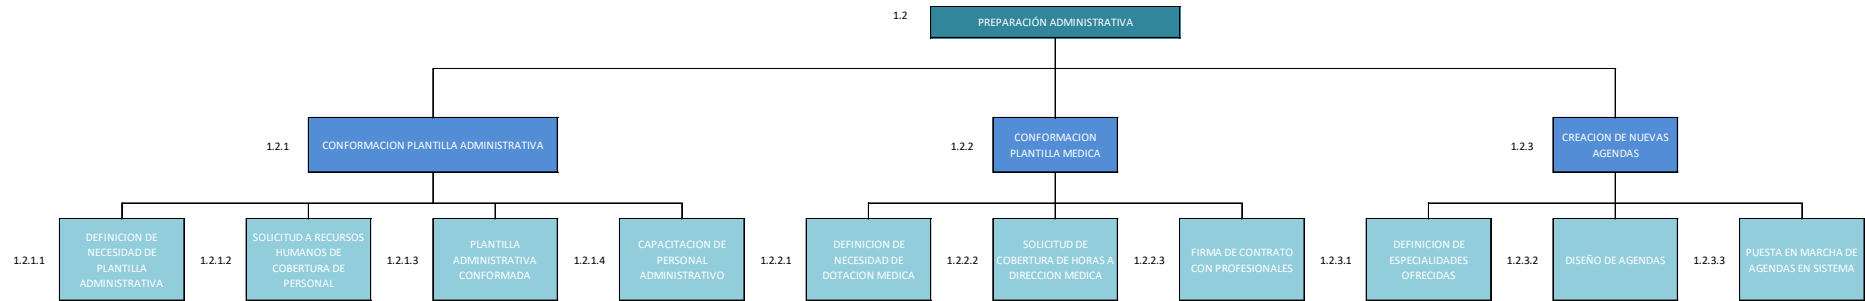 1.2
PREPARACIÓN ADMINISTRATIVA
1.2.1
CONFORMACION PLANTILLA ADMINISTRATIVA
1.2.2
CONFORMACION
PLANTILLA MEDICA
1.2.3
CREACION DE NUEVAS
AGENDAS
1.2.1.1
DEFINICION DE
NECESIDAD DE
PLANTILLA
ADMINISTRATIVA
1.2.1.2
SOLICITUD A RECURSOS
HUMANOS DE
COBERTURA DE
PERSONAL
1.2.1.3
PLANTILLA
ADMINISTRATIVA
CONFORMADA
1.2.1.4
CAPACITACION DE
PERSONAL
ADMINISTRATIVO
1.2.2.1
DEFINICION DE
NECESIDAD DE
DOTACION MEDICA
1.2.2.2
SOLICITUD DE
COBERTURA DE HORAS A
DIRECCION MEDICA
1.2.2.3
FIRMA DE CONTRATO
CON PROFESIONALES
1.2.3.1
DEFINICION DE
ESPECIALIDADES
OFRECIDAS
1.2.3.2
DISEÑO DE AGENDAS
1.2.3.3
PUESTA EN MARCHA DE
AGENDAS EN SISTEMA